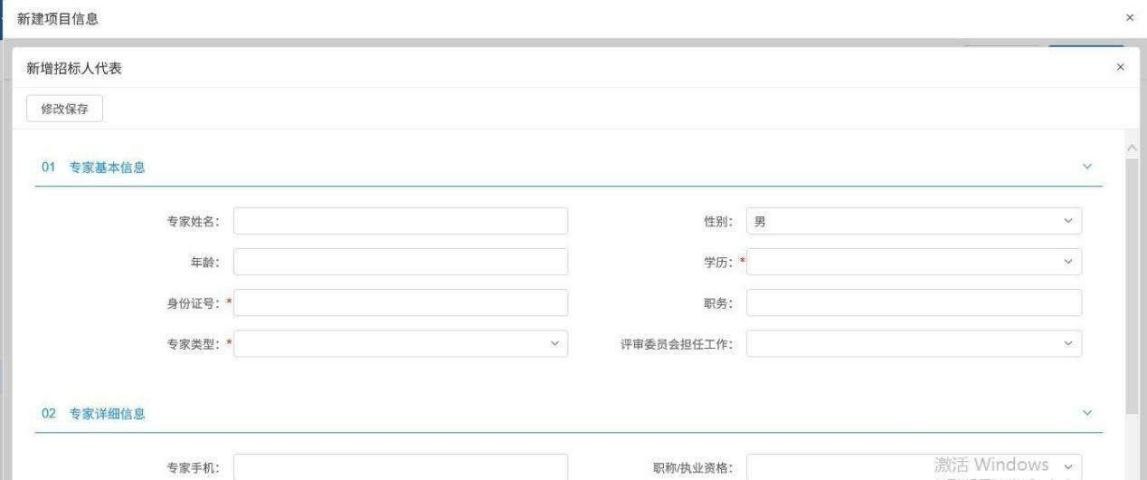 新建项目信息 ×
新增招标人代表 ×
修改保存
01 专家基本信息
专家姓名： 性别： 男
年龄： 学历：*
身份证号：* 职务：
专家类型：* 评审委员会担任工作：
02 专家详细信息
专家手机： 职称/执业资格：
激活 Windows